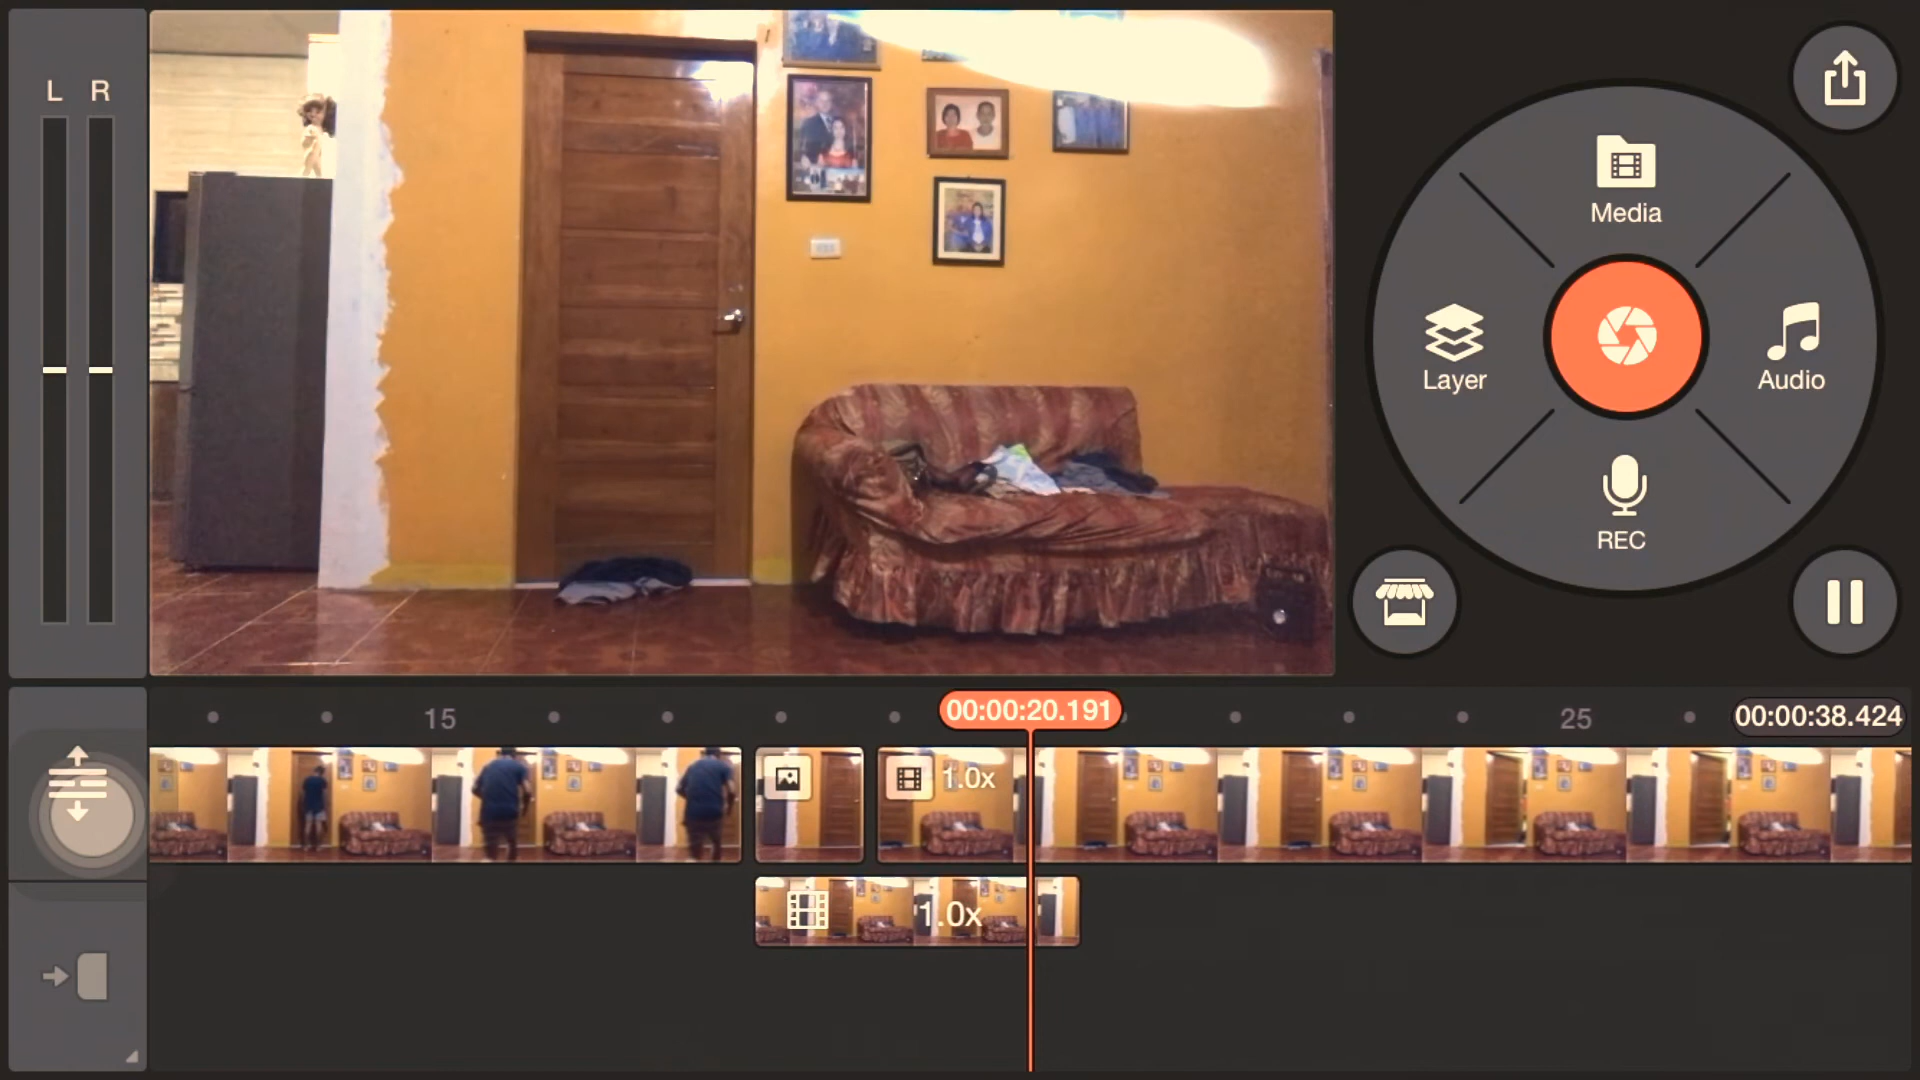 L R
Media
Layer
Audio
REC
00:00:20.191
15
25
00:00:38.424
1.0x
1.0x